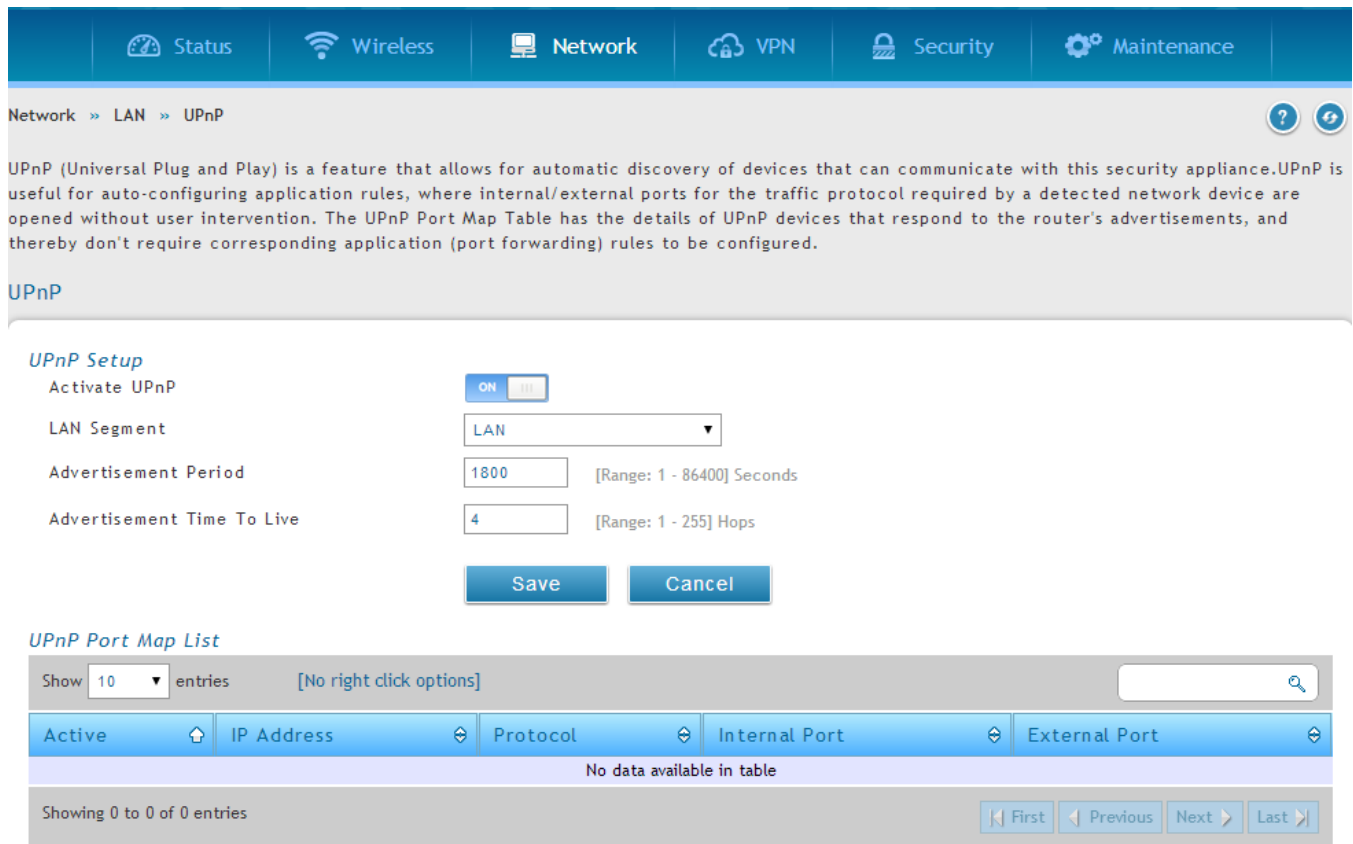 Status Wireless Network VPN Security Maintenance
Network » LAN » UPnP
UPnP (Universal Plug and Play) is a feature that allows for automatic discovery of devices that can communicate with this security appliance.UPnP is
useful for auto-configuring application rules, where internal/external ports for the traffic protocol required by a detected network device are
opened without user intervention. The UPnP Port Map Table has the details of UPnP devices that respond to the router's advertisements, and
thereby don't require corresponding application (port forwarding) rules to be configured.
UPnP
UPnP Setup
Activate UPnP ON
LAN Segment LAN
Advertisement Period 1800 [Range: 1 - 86400] Seconds
Advertisement Time To Live 4 [Range: 1 - 255] Hops
Save Cancel
UPnP Port Map List
Show 10 entries [No right click options]
Active IP Address Protocol Internal Port External Port
No data available in table
Showing 0 to 0 of 0 entries First Previous Next Last